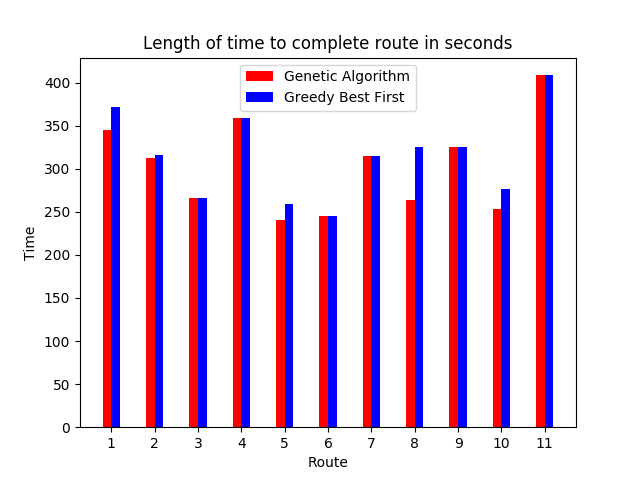 Length of time to complete route in seconds
Genetic Algorithm
Greedy Best First
Time
400
350
300
250
200
150
100
50
0
1 2 3 4 5 6 7 8 9 10 11
Route